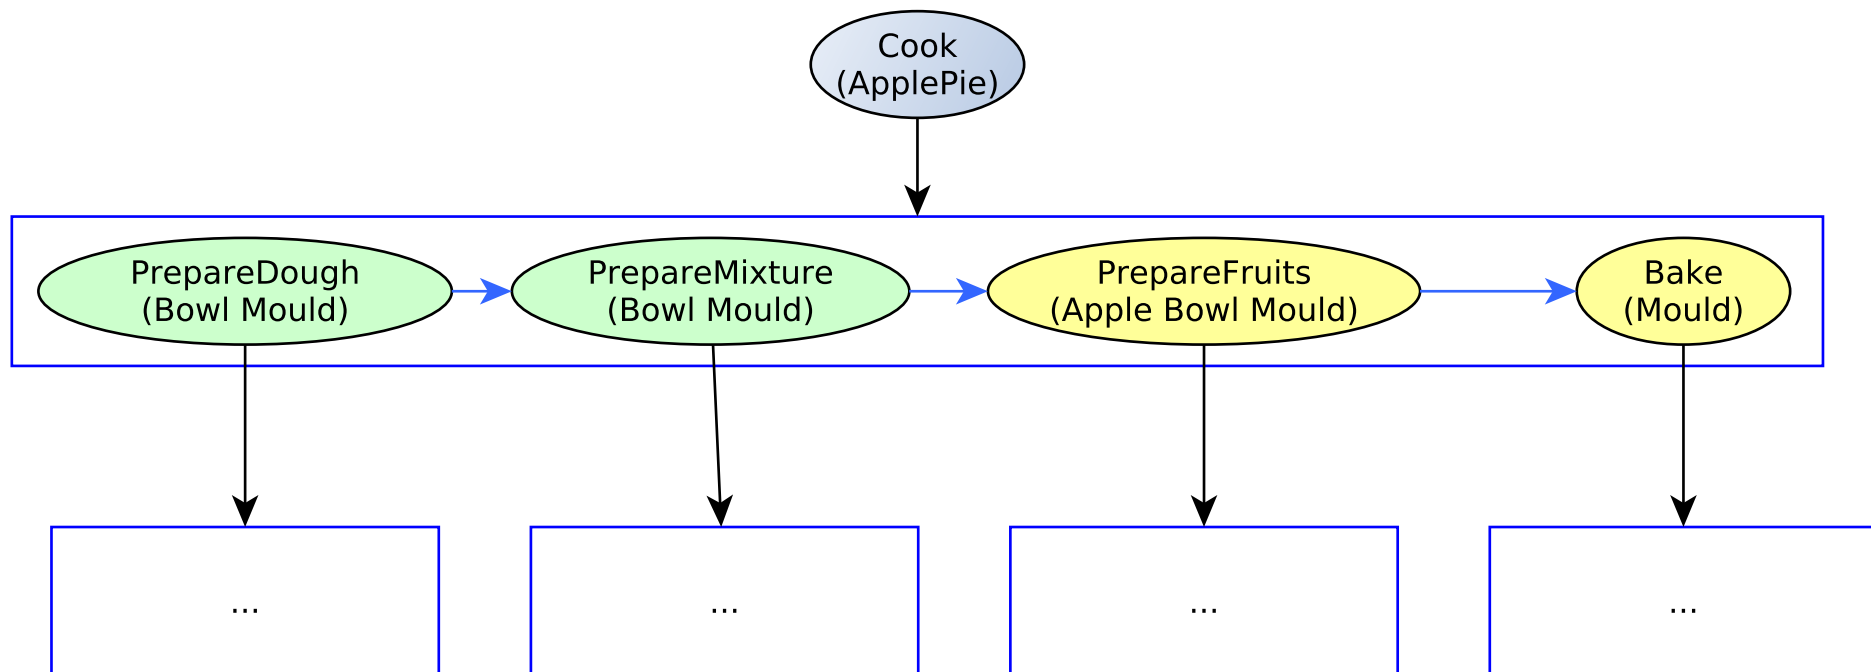 Cook
(ApplePie)
PrepareDough
(Bowl Mould)
PrepareMixture
(Bowl Mould)
PrepareFruits
(Apple Bowl Mould)
Bake
(Mould)
...
...
...
...